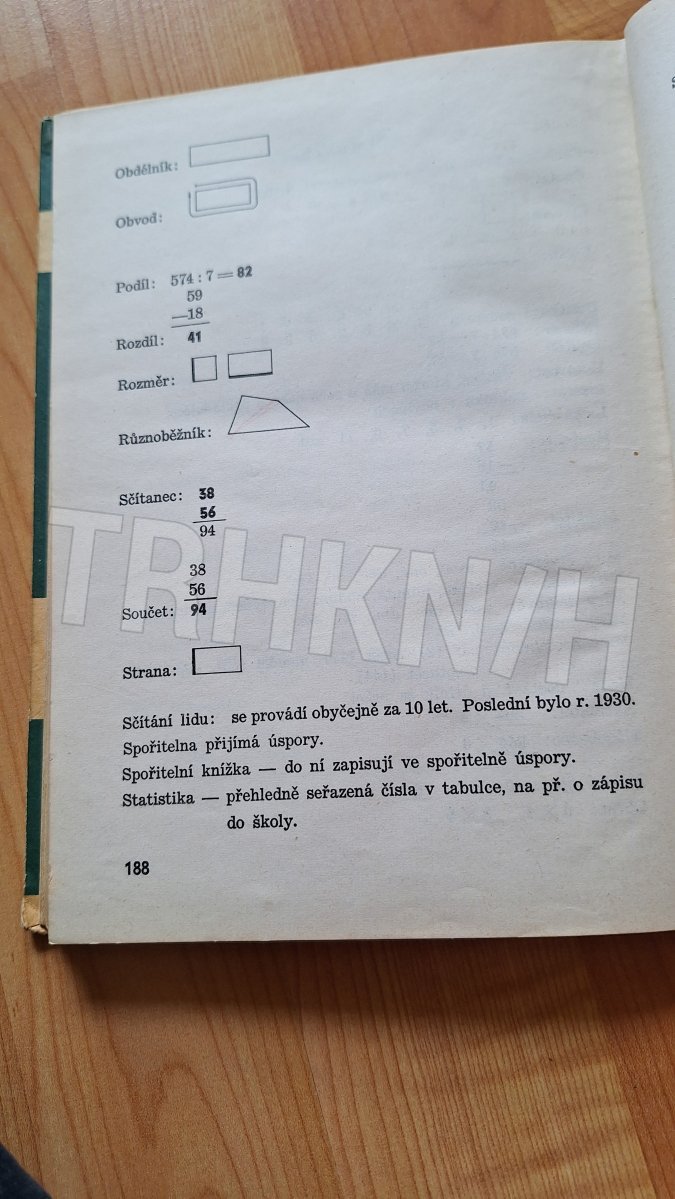 Obdélník:
Obvod:
Podíl: 574 : 7 = 82
59
—18
Rozdíl: 41
Rozměr:
Různoběžník:
Sčítanec: 38
56
94
38
56
Součet: 94
Strana:
Sčítání lidu: se provádí obyčejně za 10 let. Poslední bylo r. 1930.
Spořitelna přijímá úspory.
Spořitelní knížka — do ní zapisují ve spořitelně úspory.
Statistika — přehledně seřazená čísla v tabulce, na př. o zápisu
do školy.
188
TRHKN/H